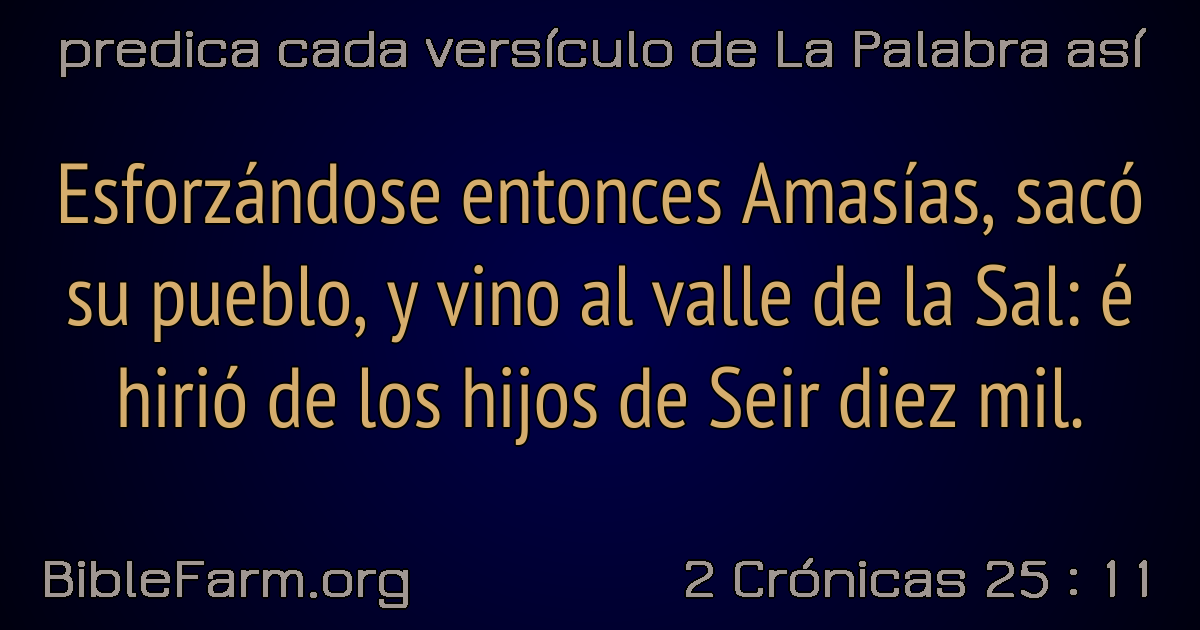 predica cada versículo de La Palabra así
Esforzándose entonces Amasías, sacó
su pueblo, y vino al valle de la Sal: é
hirió de los hijos de Seir diez mil.
BibleFarm.org
2 Crónicas 25 : 11